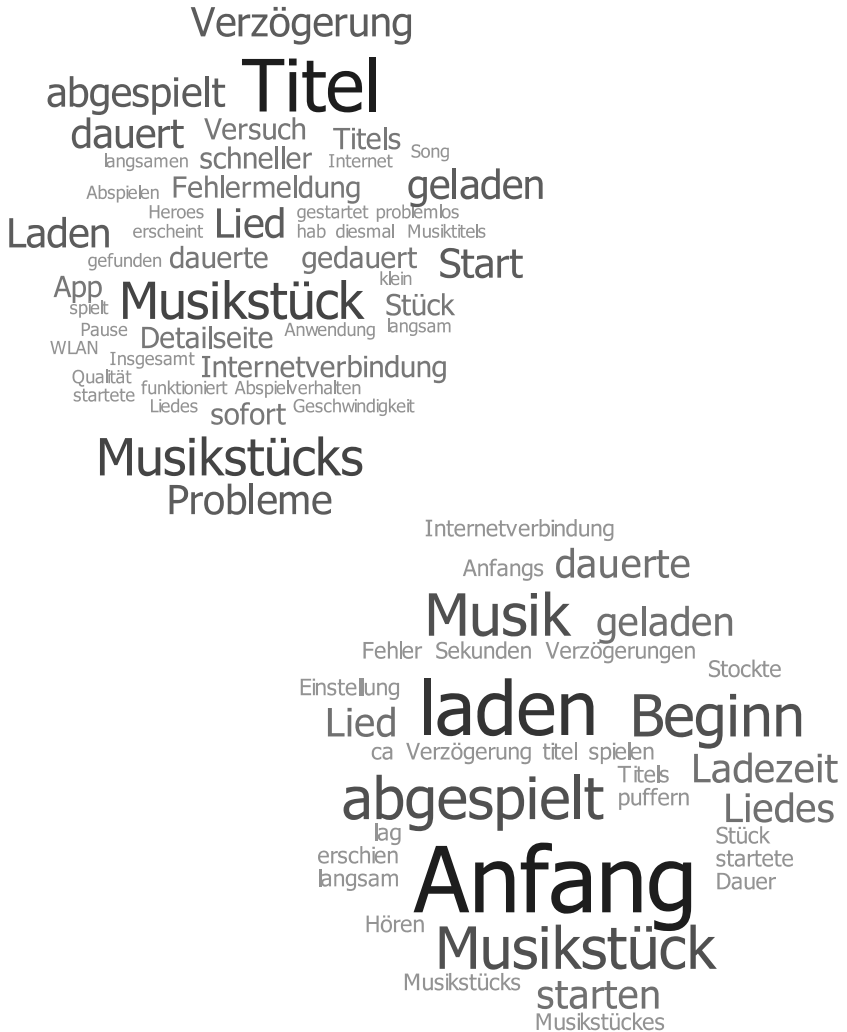 Verzögerung
abgespielt Titel
dauert Versuch Titels
langsamen schneller Internet Song
Abspielen Fehlermeldung geladen
Heroes gestartet problemlos
Laden erscheint Lied hab diesmal Musiktitels
gefunden dauerte gedauert Start
App spielt Musikstück klein Stück
Pause Detailseite Anwendung langsam
WLAN Insgesamt Internetverbindung
Qualität funktioniert Abspielverhalten
startete Liedes sofort Geschwindigkeit
Musikstücks
Probleme
Internetverbindung
Anfangs dauerte
Musik geladen
Fehler Sekunden Verzögerungen
Stockte
Einstellung laden Beginn
Lied
ca Verzögerung titel spielen
abgespielt Titels Ladezeit
puffern Liedes
lag Stück
erschien Anfang startete
langsam Dauer
Hören Musikstück
Musikstücks starten
Musikstückes